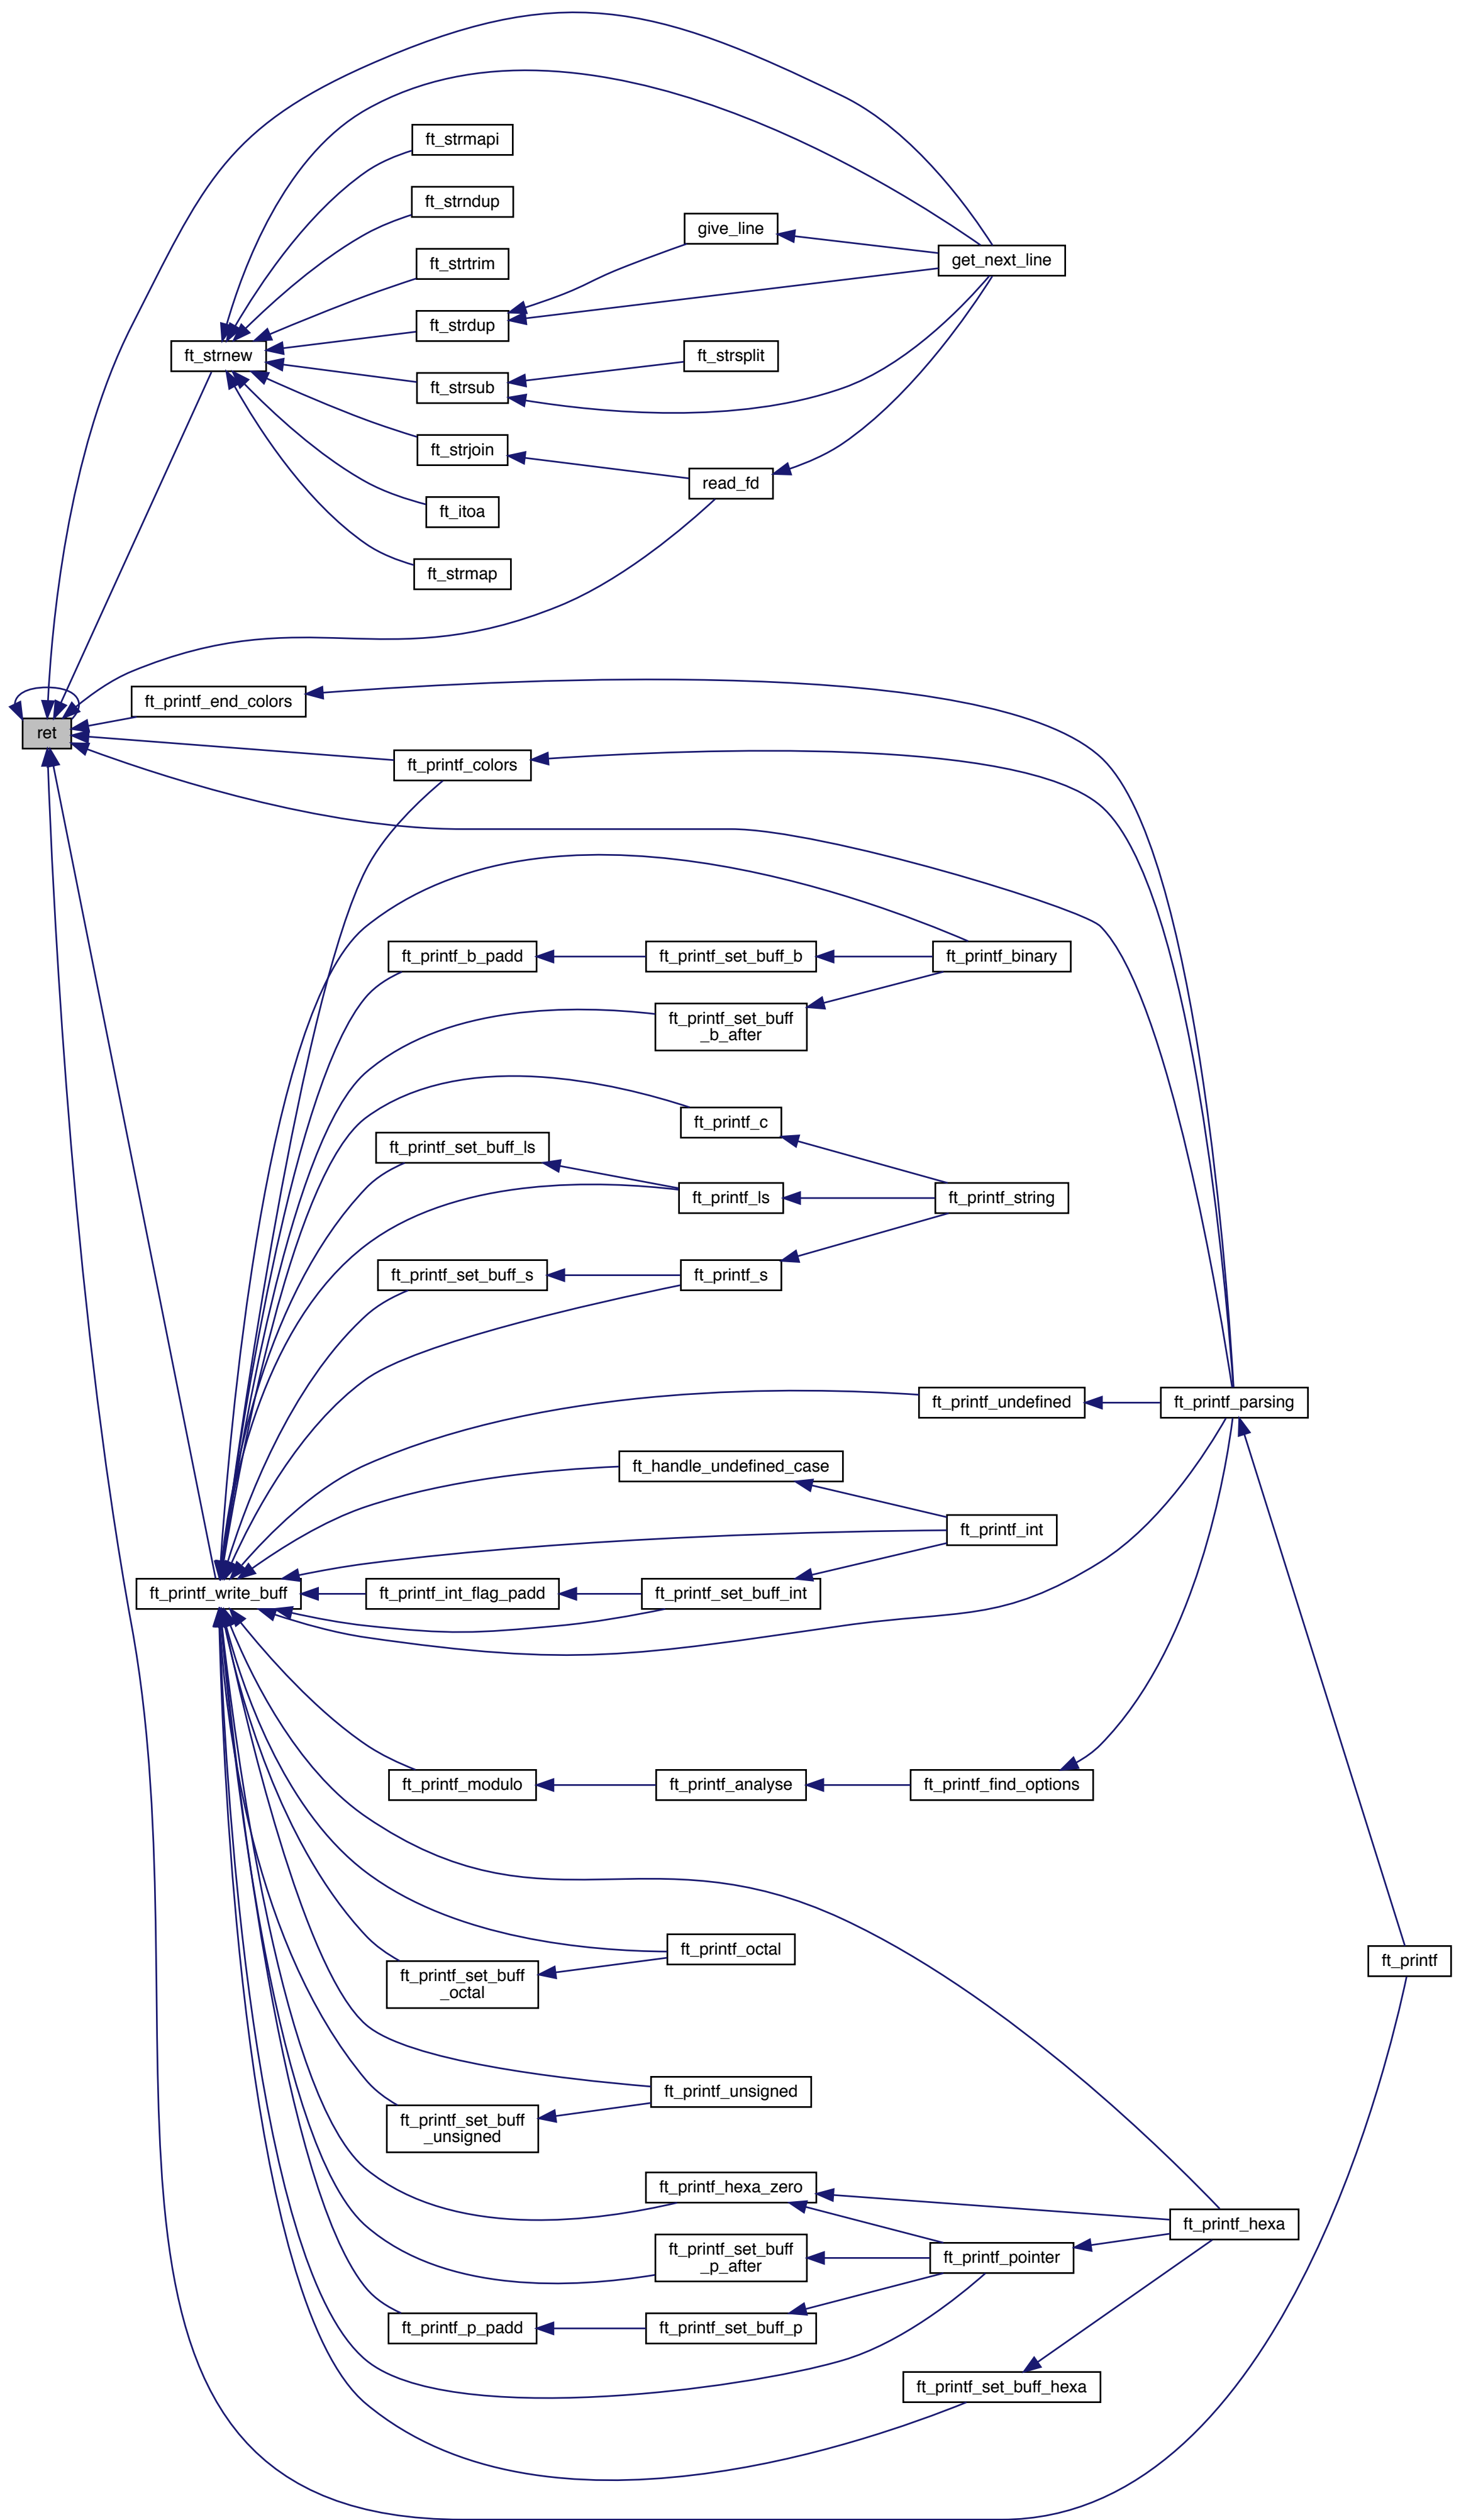 ft_strmapi
ft_strndup
give_line
get_next_line
ft_strtrim
ft_strdup
ft_strnew
ft_strsplit
ft_strsub
ft_strjoin
read_fd
ft_itoa
ft_strmap
ft_printf_end_colors
ret
ft_printf_colors
ft_printf_b_padd
ft_printf_set_buff_b
ft_printf_binary
ft_printf_set_buff
_b_after
ft_printf_c
ft_printf_set_buff_ls
ft_printf_ls
ft_printf_string
ft_printf_set_buff_s
ft_printf_s
ft_printf_undefined
ft_printf_parsing
ft_handle_undefined_case
ft_printf_int
ft_printf_write_buff
ft_printf_int_flag_padd
ft_printf_set_buff_int
ft_printf_modulo
ft_printf_analyse
ft_printf_find_options
ft_printf_octal
ft_printf
ft_printf_set_buff
_octal
ft_printf_unsigned
ft_printf_set_buff
_unsigned
ft_printf_hexa_zero
ft_printf_hexa
ft_printf_set_buff
_p_after
ft_printf_pointer
ft_printf_p_padd
ft_printf_set_buff_p
ft_printf_set_buff_hexa